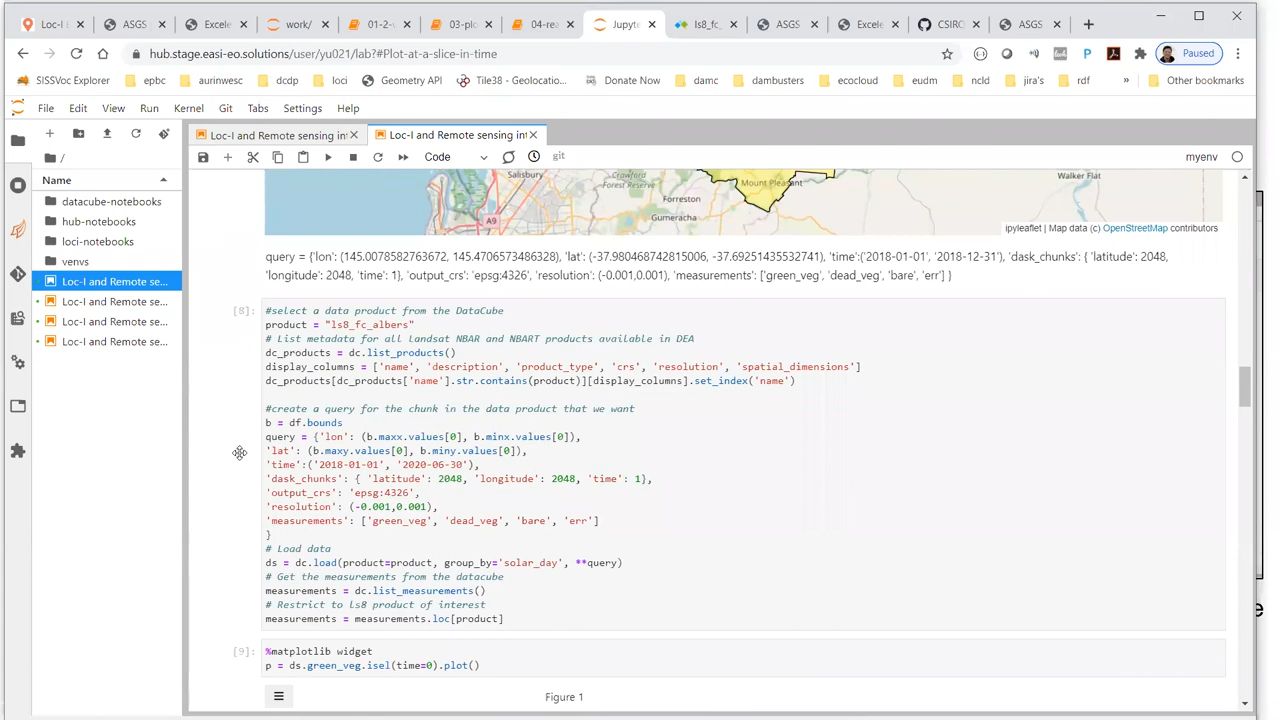 Loc-I
ASGS
Excele
work/
01-2-v
03-plo
04-rea
Jupyte
ls8_fc_
ASGS
Excele
CSIRC
ASGS
hub.stage.easi-eo.solutions/user/yu021/lab?#Plot-at-a-slice-in-time
Paused
SISSVoc Explorer
epbc
aurinwesc
dcdp
loci
Geometry API
Tile38 - Geolocatio...
Donate Now
damc
dambusters
ecocloud
eudm
ncld
jira's
rdf
»
Other bookmarks
File Edit View Run Kernel Git Tabs Settings Help
Loc-I and Remote sensing int
Loc-I and Remote sensing int
Code
git
myenv
/
Name
datacube-notebooks
hub-notebooks
loci-notebooks
venvs
Loc-I and Remote se...
Loc-I and Remote se...
Loc-I and Remote se...
Loc-I and Remote se...
Salisbury
Crawford
Forest Reserve
Mount Pleasant
Walker Flat
Forreston
A9
Gumeracha
ipyleaflet | Map data (c) OpenStreetMap contributors
query = {'lon': (145.0078582763672, 145.4706573486328), 'lat': (-37.980468742815006, -37.69251435532741), 'time':('2018-01-01', '2018-12-31'), 'dask_chunks': { 'latitude': 2048,
'longitude': 2048, 'time': 1}, 'output_crs': 'epsg:4326', 'resolution': (-0.001,0.001), 'measurements': ['green_veg', 'dead_veg', 'bare', 'err'] }
[8]:
#select a data product from the DataCube
product = "ls8_fc_albers"
# List metadata for all landsat NBAR and NBART products available in DEA
dc_products = dc.list_products()
display_columns = ['name', 'description', 'product_type', 'crs', 'resolution', 'spatial_dimensions']
dc_products[dc_products['name'].str.contains(product)][display_columns].set_index('name')
#create a query for the chunk in the data product that we want
b = df.bounds
query = {'lon': (b.maxx.values[0], b.minx.values[0]),
'lat': (b.maxy.values[0], b.miny.values[0]),
'time':('2018-01-01', '2020-06-30'),
'dask_chunks': { 'latitude': 2048, 'longitude': 2048, 'time': 1},
'output_crs': 'epsg:4326',
'resolution': (-0.001,0.001),
'measurements': ['green_veg', 'dead_veg', 'bare', 'err']
}
# Load data
ds = dc.load(product=product, group_by='solar_day', **query)
# Get the measurements from the datacube
measurements = dc.list_measurements()
# Restrict to ls8 product of interest
measurements = measurements.loc[product]
[9]:
%matplotlib widget
p = ds.green_veg.isel(time=0).plot()
Figure 1
e